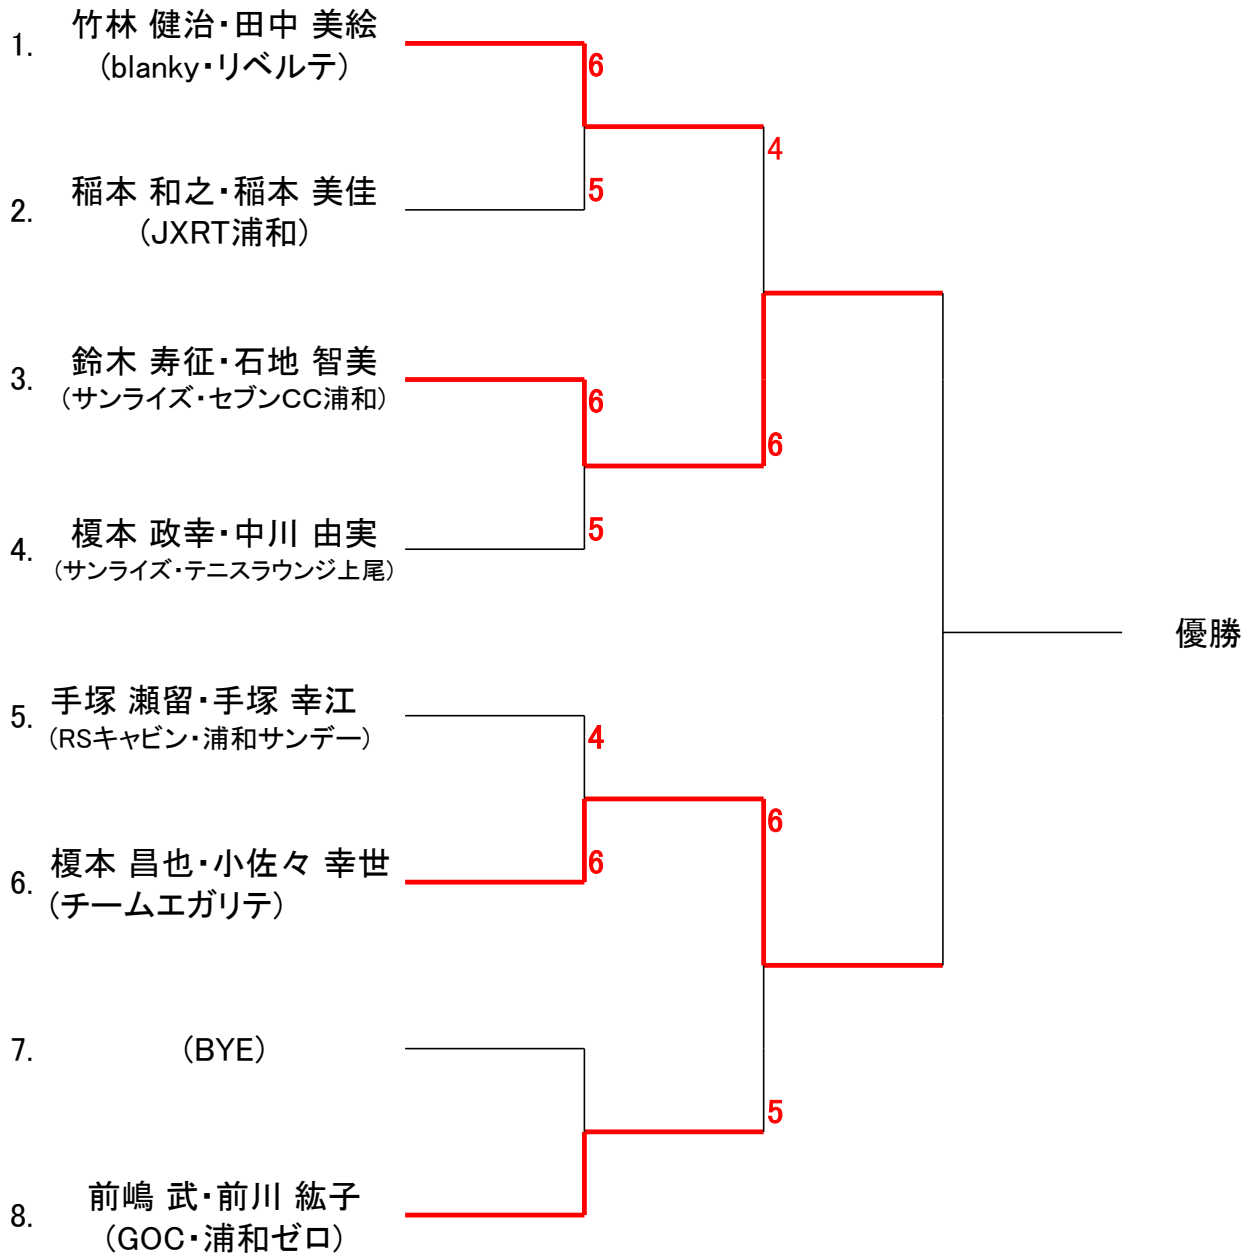 1. 竹林 健治・田中 美絵
(blanky・リベルテ)
6
4
2. 稲本 和之・稲本 美佳
(JXRT浦和)
5
3. 鈴木 寿征・石地 智美
(サンライズ・セブンCC浦和)
6
6
4. 榎本 政幸・中川 由実
(サンライズ・テニスラウンジ上尾)
5
優勝
5. 手塚 瀬留・手塚 幸江
(RSキャビン・浦和サンデー)
4
6
6. 榎本 昌也・小佐々 幸世
(チームエガリテ)
6
7. (BYE)
5
8. 前嶋 武・前川 紘子
(GOC・浦和ゼロ)